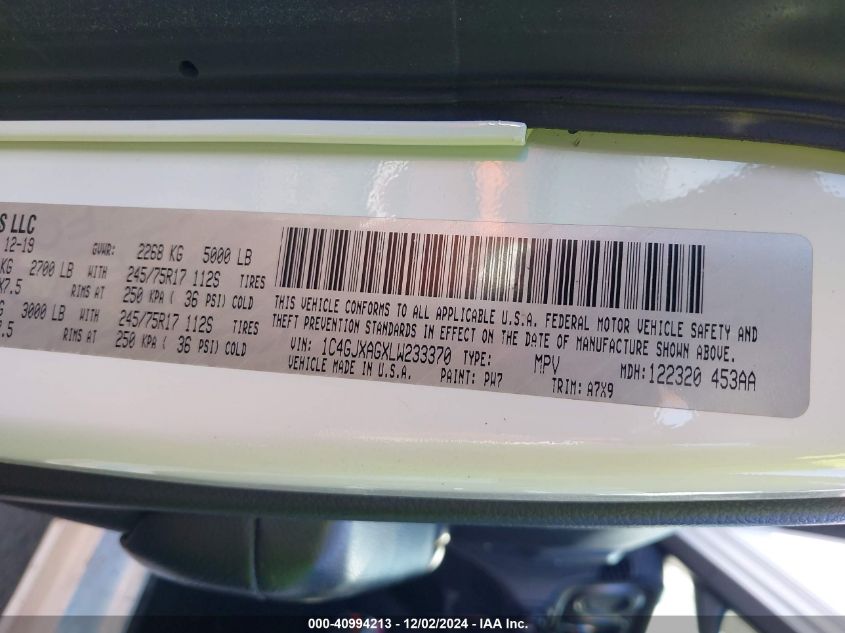 S LLC
12-19 GVWR: 2268 KG 5000 LB
KG 2700 LB WITH 245/75R17 112S TIRES
X7.5 RIMS AT 250 KPA ( 36 PSI) COLD
G 3000 LB WITH 245/75R17 112S TIRES
7.5 RIMS AT 250 KPA ( 36 PSI) COLD
THIS VEHICLE CONFORMS TO ALL APPLICABLE U.S.A. FEDERAL MOTOR VEHICLE SAFETY AND
THEFT PREVENTION STANDARDS IN EFFECT ON THE DATE OF MANUFACTURE SHOWN ABOVE.
VIN: 1C4GJXAGXLW233370 TYPE: MPV MDH: 122320 453AA
VEHICLE MADE IN U.S.A. PAINT: PW7 TRIM: A7X9
000-40994213 - 12/02/2024 - IAA Inc.